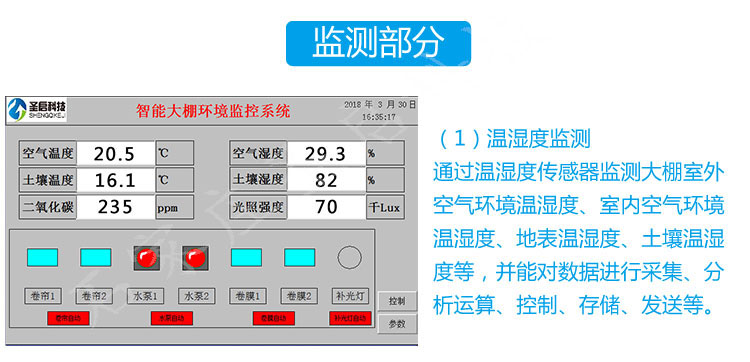 监测部分
圣启科技
SHENGQIKEJI
智能大棚环境监控系统
2018 年 3 月 30 日
16:35:17
空气温度 20.5 ℃ 空气湿度 29.3 %
土壤温度 16.1 ℃ 土壤湿度 82 %
二氧化碳 235 ppm 光照强度 70 千Lux
卷帘1 卷帘2 水泵1 水泵2 卷膜1 卷膜2 补光灯
卷帘自动 水泵自动 卷膜自动 补光灯自动
控制
参数
（1）温湿度监测
通过温湿度传感器监测大棚室外
空气环境温湿度、室内空气环境
温湿度、地表温湿度、土壤温湿
度等，并能对数据进行采集、分
析运算、控制、存储、发送等。